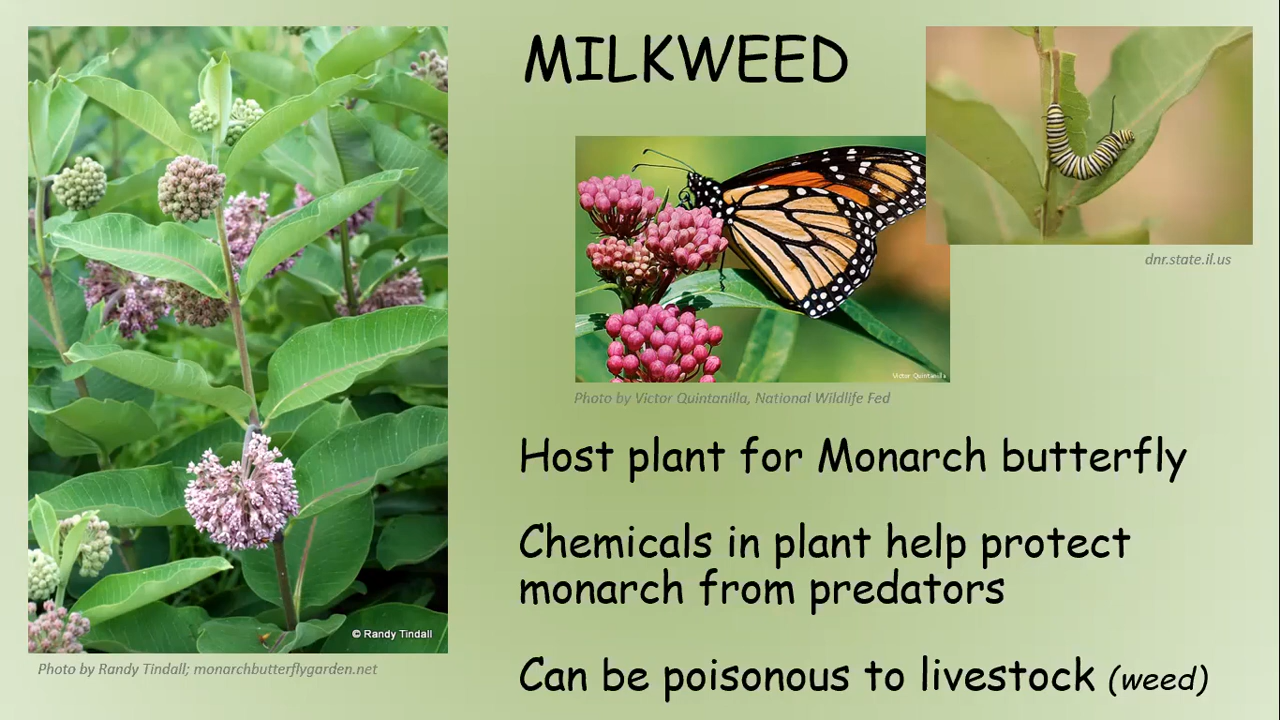 MILKWEED
dnr.state.il.us
Victor Quintanilla
Photo by Victor Quintanilla, National Wildlife Fed
Host plant for Monarch butterfly
Chemicals in plant help protect
monarch from predators
© Randy Tindall
Photo by Randy Tindall; monarchbutterflygarden.net
Can be poisonous to livestock (weed)